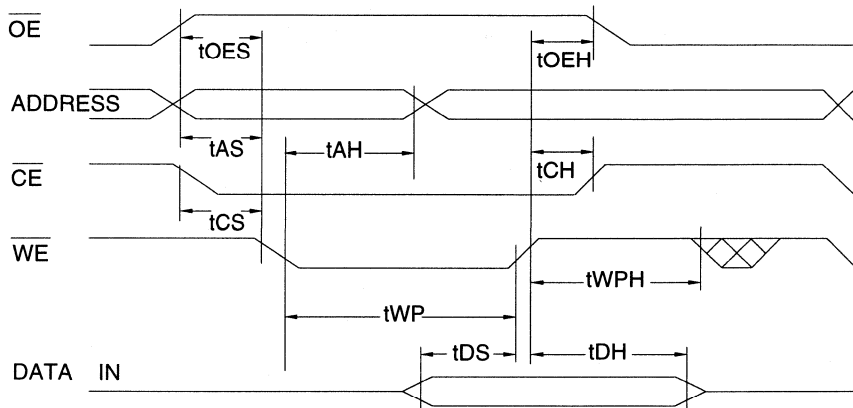 OE
tOES
tOEH
ADDRESS
tAS
tAH
tCH
CE
tCS
WE
tWPH
tWP
tDS
tDH
DATA IN